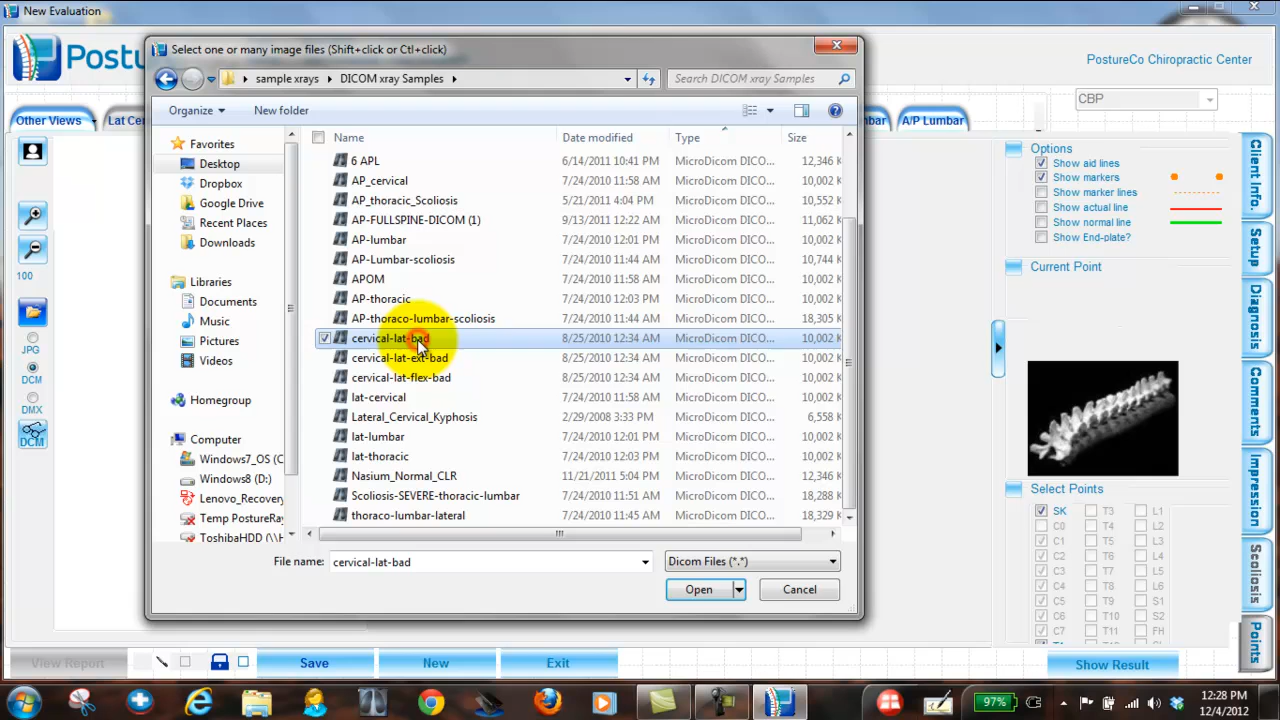 New Evaluation
Postu
PostureCo Chiropractic Center
CBP
Select one or many image files (Shift+click or Ctl+click)
sample xrays
DICOM xray Samples
Search DICOM xray Samples
Organize
New folder
Other Views
Lat Cer
bar
A/P Lumbar
Favorites
Desktop
Dropbox
Google Drive
Recent Places
Downloads
Libraries
Documents
Music
Pictures
Videos
Homegroup
Computer
Windows7_OS (C
Windows8 (D:)
Lenovo_Recovery
Temp PostureRay
ToshibaHDD (\\H
Name Date modified Type Size
6 APL 6/14/2011 10:41 PM MicroDicom DICO... 12,346 K
AP_cervical 7/24/2010 11:58 AM MicroDicom DICO... 10,002 K
AP_thoracic_Scoliosis 5/21/2011 4:04 PM MicroDicom DICO... 10,552 K
AP-FULLSPINE-DICOM (1) 9/13/2011 12:22 AM MicroDicom DICO... 11,062 K
AP-lumbar 7/24/2010 12:01 PM MicroDicom DICO... 10,002 K
AP-Lumbar-scoliosis 7/24/2010 11:44 AM MicroDicom DICO... 10,744 K
APOM 7/24/2010 11:58 AM MicroDicom DICO... 10,002 K
AP-thoracic 7/24/2010 12:03 PM MicroDicom DICO... 10,002 K
AP-thoraco-lumbar-scoliosis 7/24/2010 11:44 AM MicroDicom DICO... 18,305 K
cervical-lat-bad 8/25/2010 12:34 AM MicroDicom DICO... 10,002 K
cervical-lat-ext-bad 8/25/2010 12:34 AM MicroDicom DICO... 10,002 K
cervical-lat-flex-bad 8/25/2010 12:34 AM MicroDicom DICO... 10,002 K
lat-cervical 7/24/2010 11:58 AM MicroDicom DICO... 10,002 K
Lateral_Cervical_Kyphosis 2/29/2008 3:33 PM MicroDicom DICO... 6,558 K
lat-lumbar 7/24/2010 12:01 PM MicroDicom DICO... 10,002 K
lat-thoracic 7/24/2010 12:03 PM MicroDicom DICO... 10,002 K
Nasium_Normal_CLR 11/21/2011 5:04 PM MicroDicom DICO... 12,346 K
Scoliosis-SEVERE-thoracic-lumbar 7/24/2010 11:51 AM MicroDicom DICO... 18,288 K
thoraco-lumbar-lateral 7/24/2010 11:45 AM MicroDicom DICO... 18,329 K
File name:
cervical-lat-bad
Dicom Files (*.*)
Open
Cancel
100
JPG
DCM
DMX
DCM
Options
Show aid lines
Show markers
Show marker lines
Show actual line
Show normal line
Show End-plate?
Current Point
Select Points
SK T3 L1
C0 T4 L2
C1 T5 L3
C2 T6 L4
C3 T7 L5
C4 T8 L6
C5 T9 S1
C6 T10 S2
C7 T11 FH
Client Info.
Setup
Diagnosis
Comments
Impression
Scoliosis
Points
View Report
Save
New
Exit
Show Result
97%
12:28 PM
12/4/2012